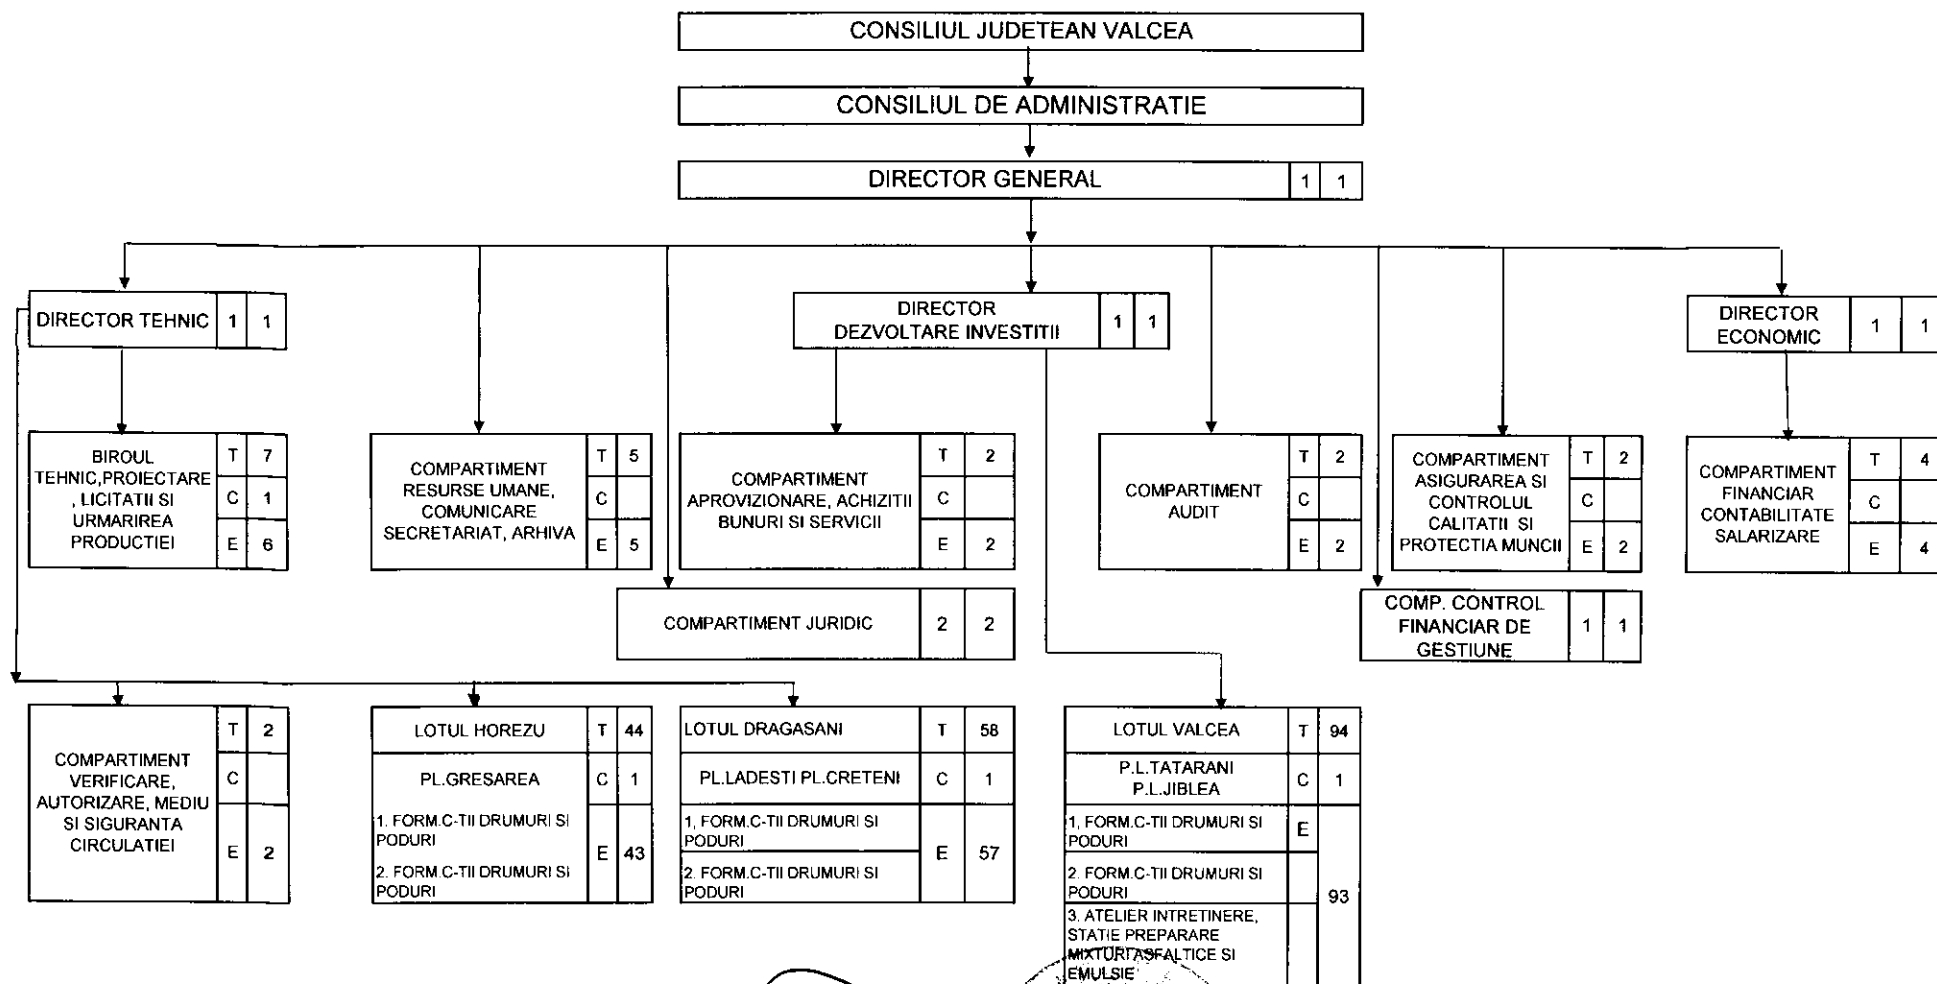 CONSILIUL JUDETEAN VALCEA
CONSILIUL DE ADMINISTRATIE
DIRECTOR GENERAL 1 1
DIRECTOR TEHNIC 1 1
DIRECTOR
DEZVOLTARE INVESTITII 1 1
DIRECTOR
ECONOMIC 1 1
BIROUL
TEHNIC,PROIECTARE
, LICITATII SI
URMARIREA
PRODUCTIEI
T 7
C 1
E 6
COMPARTIMENT
RESURSE UMANE,
COMUNICARE
SECRETARIAT, ARHIVA
T 5
C
E 5
COMPARTIMENT
APROVIZIONARE, ACHIZITII
BUNURI SI SERVICII
T 2
C
E 2
COMPARTIMENT
AUDIT
T 2
C
E 2
COMPARTIMENT
ASIGURAREA SI
CONTROLUL
CALITATII SI
PROTECTIA MUNCII
T 2
C
E 2
COMPARTIMENT
FINANCIAR
CONTABILITATE
SALARIZARE
T 4
C
E 4
COMPARTIMENT JURIDIC 2 2
COMP. CONTROL
FINANCIAR DE
GESTIUNE
1 1
COMPARTIMENT
VERIFICARE,
AUTORIZARE, MEDIU
SI SIGURANTA
CIRCULATIEI
T 2
C
E 2
LOTUL HOREZU T 44
PL.GRESAREA C 1
1. FORM.C-TII DRUMURI SI
PODURI
2. FORM.C-TII DRUMURI SI
PODURI
E 43
LOTUL DRAGASANI T 58
PL.LADESTI PL.CRETENI C 1
1, FORM.C-TII DRUMURI SI
PODURI
2. FORM.C-TII DRUMURI SI
PODURI
E 57
LOTUL VALCEA T 94
P.L.TATARANI
P.L.JIBLEA
C 1
1, FORM.C-TII DRUMURI SI
PODURI
E
2. FORM.C-TII DRUMURI SI
PODURI
93
3. ATELIER INTRETINERE,
STATIE PREPARARE
MIXTURI ASFALTICE SI
EMULSIE